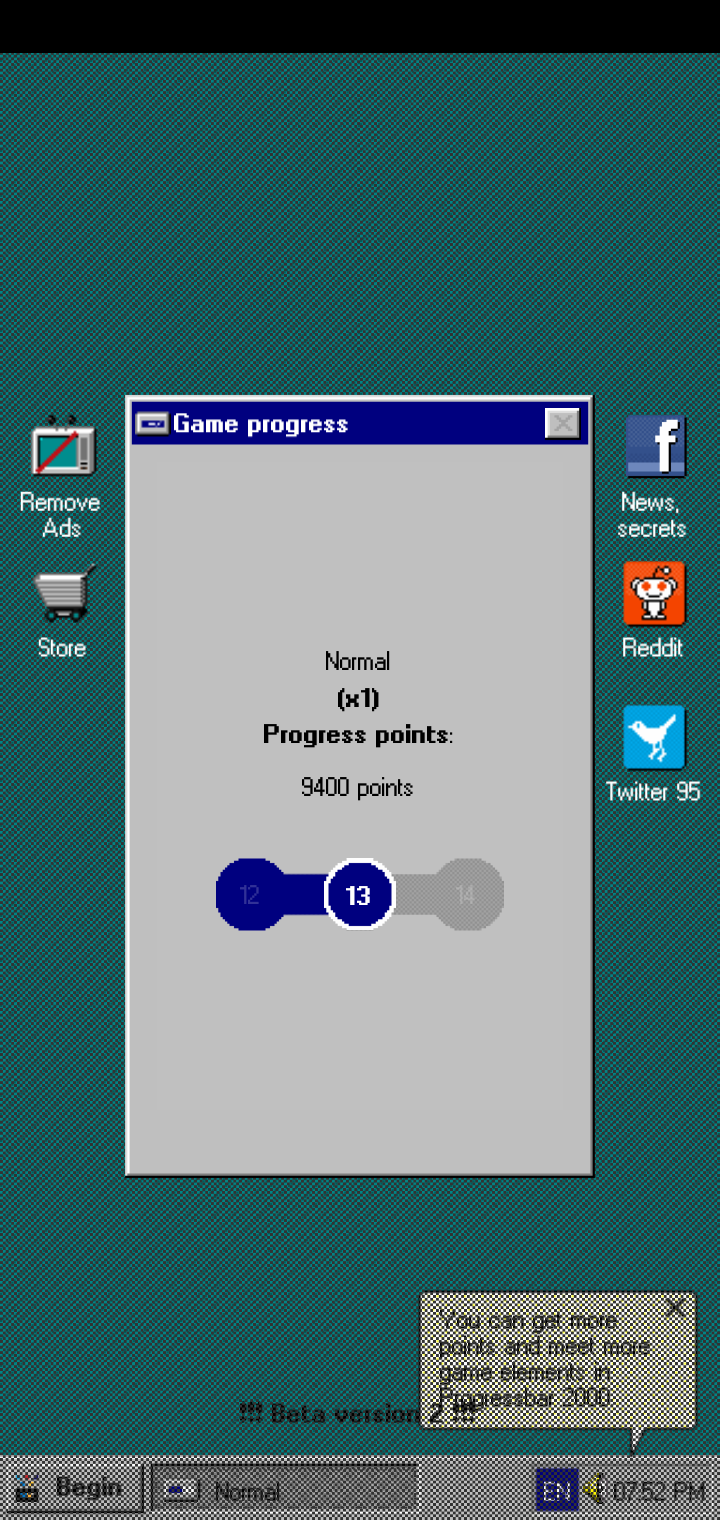 Game progress
Remove
Ads
News,
secrets
Store
Reddit
Twitter 95
Normal
(x1)
Progress points:
9400 points
12
13
14
You can get more
points and meet more
game elements in
Progressbar 2000
!!! Beta version 2 !!!
Begin
Normal
EN
07:52 PM